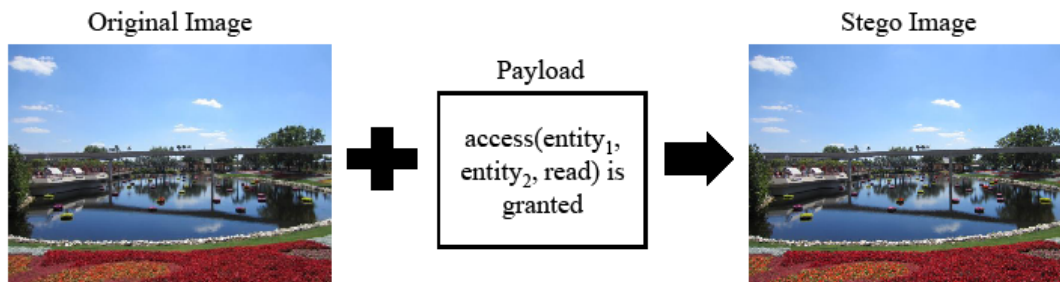 Original Image
Stego Image
Payload
access(entity₁,
entity₂, read) is
granted